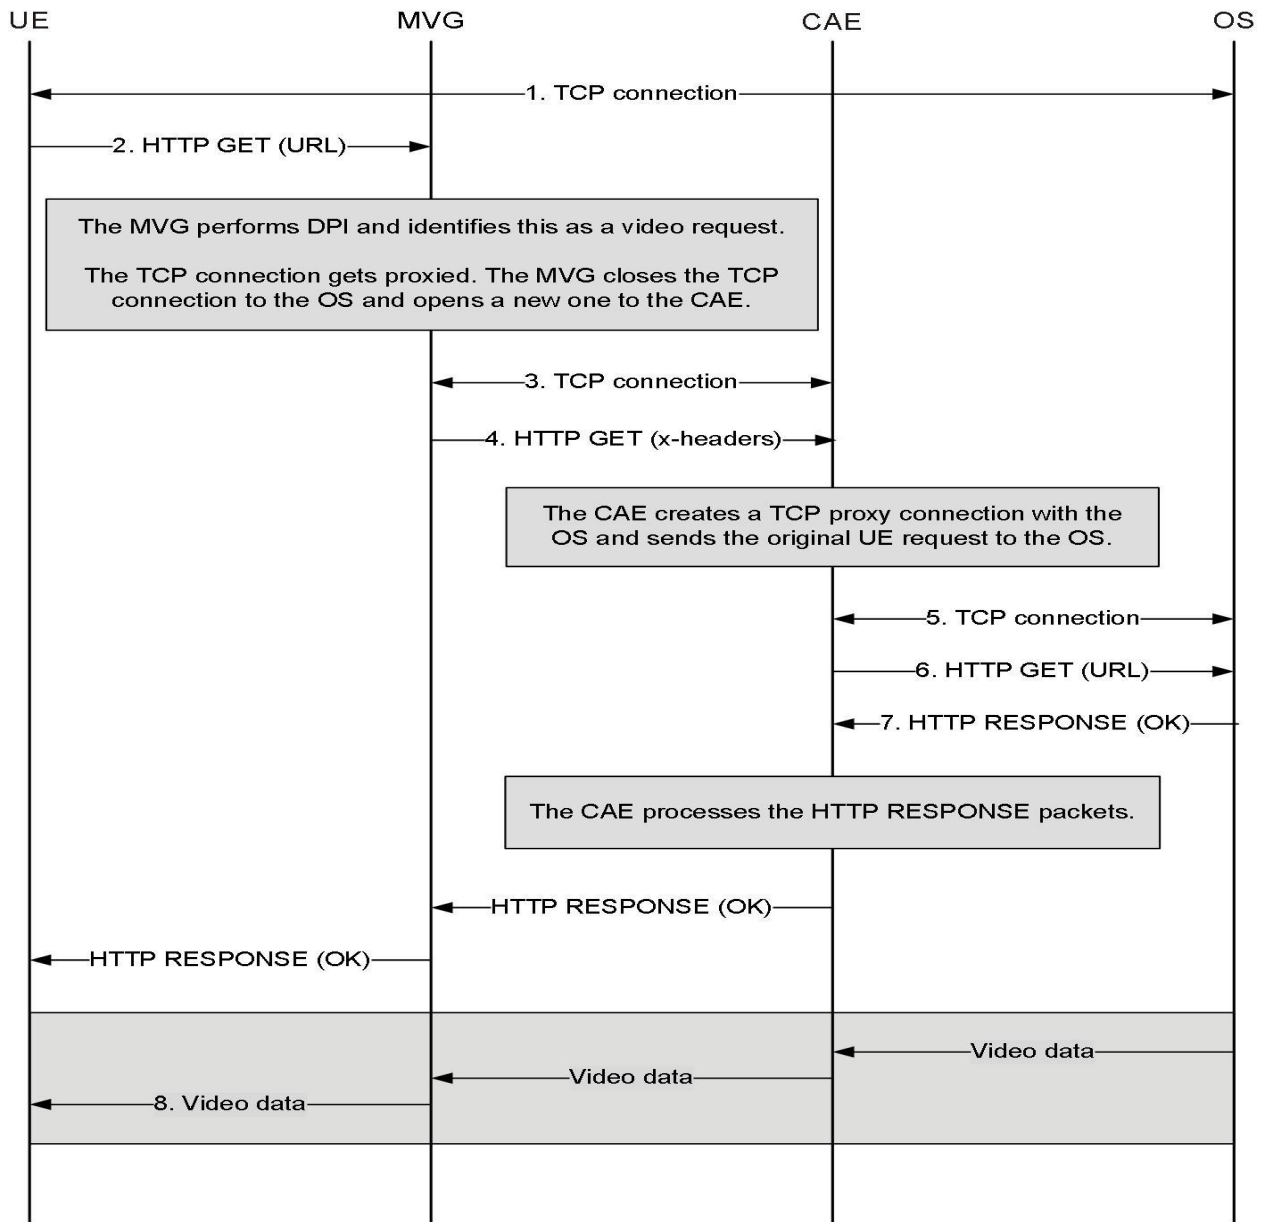 UE MVG CAE OS
1. TCP connection
2. HTTP GET (URL)
The MVG performs DPI and identifies this as a video request.
The TCP connection gets proxied. The MVG closes the TCP
connection to the OS and opens a new one to the CAE.
3. TCP connection
4. HTTP GET (x-headers)
The CAE creates a TCP proxy connection with the
OS and sends the original UE request to the OS.
5. TCP connection
6. HTTP GET (URL)
7. HTTP RESPONSE (OK)
The CAE processes the HTTP RESPONSE packets.
HTTP RESPONSE (OK)
HTTP RESPONSE (OK)
Video data
Video data
8. Video data